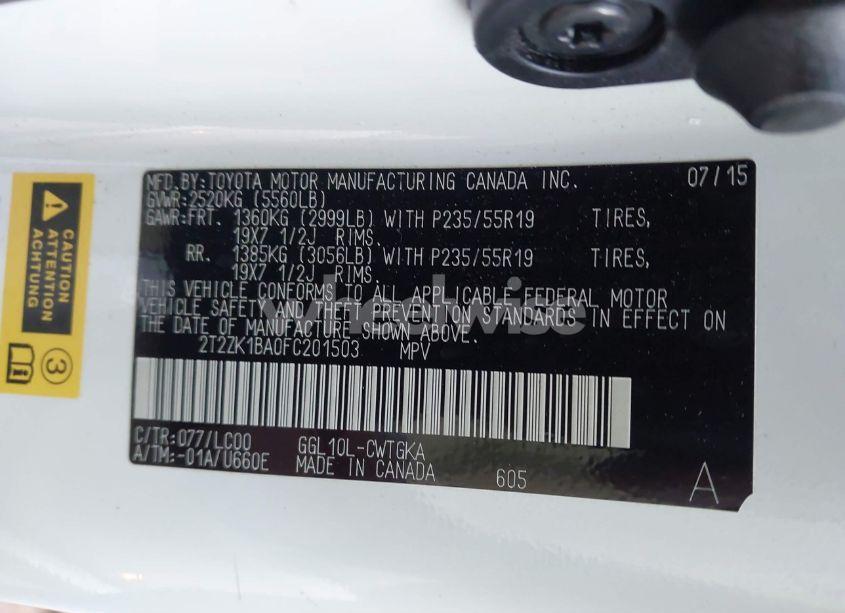 MFD.BY:TOYOTA MOTOR MANUFACTURING CANADA INC. 07/15
GVWR:2520KG (5560LB)
GAWR:FRT. 1360KG (2999LB) WITH P235/55R19 TIRES,
19X7 1/2J RIMS.
RR. 1385KG (3056LB) WITH P235/55R19 TIRES,
19X7 1/2J RIMS.
THIS VEHICLE CONFORMS TO ALL APPLICABLE FEDERAL MOTOR
VEHICLE SAFETY AND THEFT PREVENTION STANDARDS IN EFFECT ON
THE DATE OF MANUFACTURE SHOWN ABOVE.
2T2ZK1BA0FC201503 MPV
C/TR:077/LC00 GGL10L-CWTGKA
A/TM:-01A/U660E MADE IN CANADA 605 A
CAUTION
ATTENTION
ACHTUNG
3
wheelwise